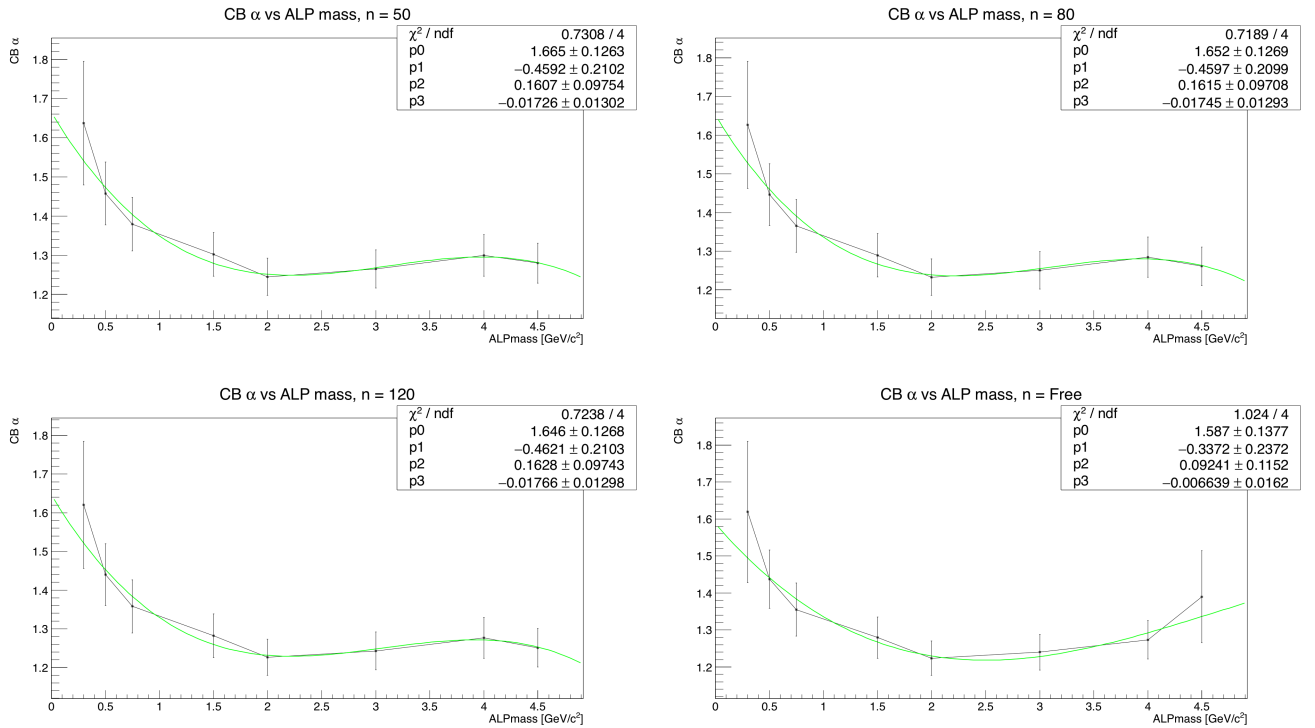 CB α vs ALP mass, n = 50
χ² / ndf 0.7308 / 4
p0 1.665 ± 0.1263
p1 −0.4592 ± 0.2102
p2 0.1607 ± 0.09754
p3 −0.01726 ± 0.01302
CB α
1.8
1.7
1.6
1.5
1.4
1.3
1.2
0 0.5 1 1.5 2 2.5 3 3.5 4 4.5
ALPmass [GeV/c²]
CB α vs ALP mass, n = 80
χ² / ndf 0.7189 / 4
p0 1.652 ± 0.1269
p1 −0.4597 ± 0.2099
p2 0.1615 ± 0.09708
p3 −0.01745 ± 0.01293
CB α
1.8
1.7
1.6
1.5
1.4
1.3
1.2
0 0.5 1 1.5 2 2.5 3 3.5 4 4.5
ALPmass [GeV/c²]
CB α vs ALP mass, n = 120
χ² / ndf 0.7238 / 4
p0 1.646 ± 0.1268
p1 −0.4621 ± 0.2103
p2 0.1628 ± 0.09743
p3 −0.01766 ± 0.01298
CB α
1.8
1.7
1.6
1.5
1.4
1.3
1.2
0 0.5 1 1.5 2 2.5 3 3.5 4 4.5
ALPmass [GeV/c²]
CB α vs ALP mass, n = Free
χ² / ndf 1.024 / 4
p0 1.587 ± 0.1377
p1 −0.3372 ± 0.2372
p2 0.09241 ± 0.1152
p3 −0.006639 ± 0.0162
CB α
1.8
1.7
1.6
1.5
1.4
1.3
1.2
0 0.5 1 1.5 2 2.5 3 3.5 4 4.5
ALPmass [GeV/c²]